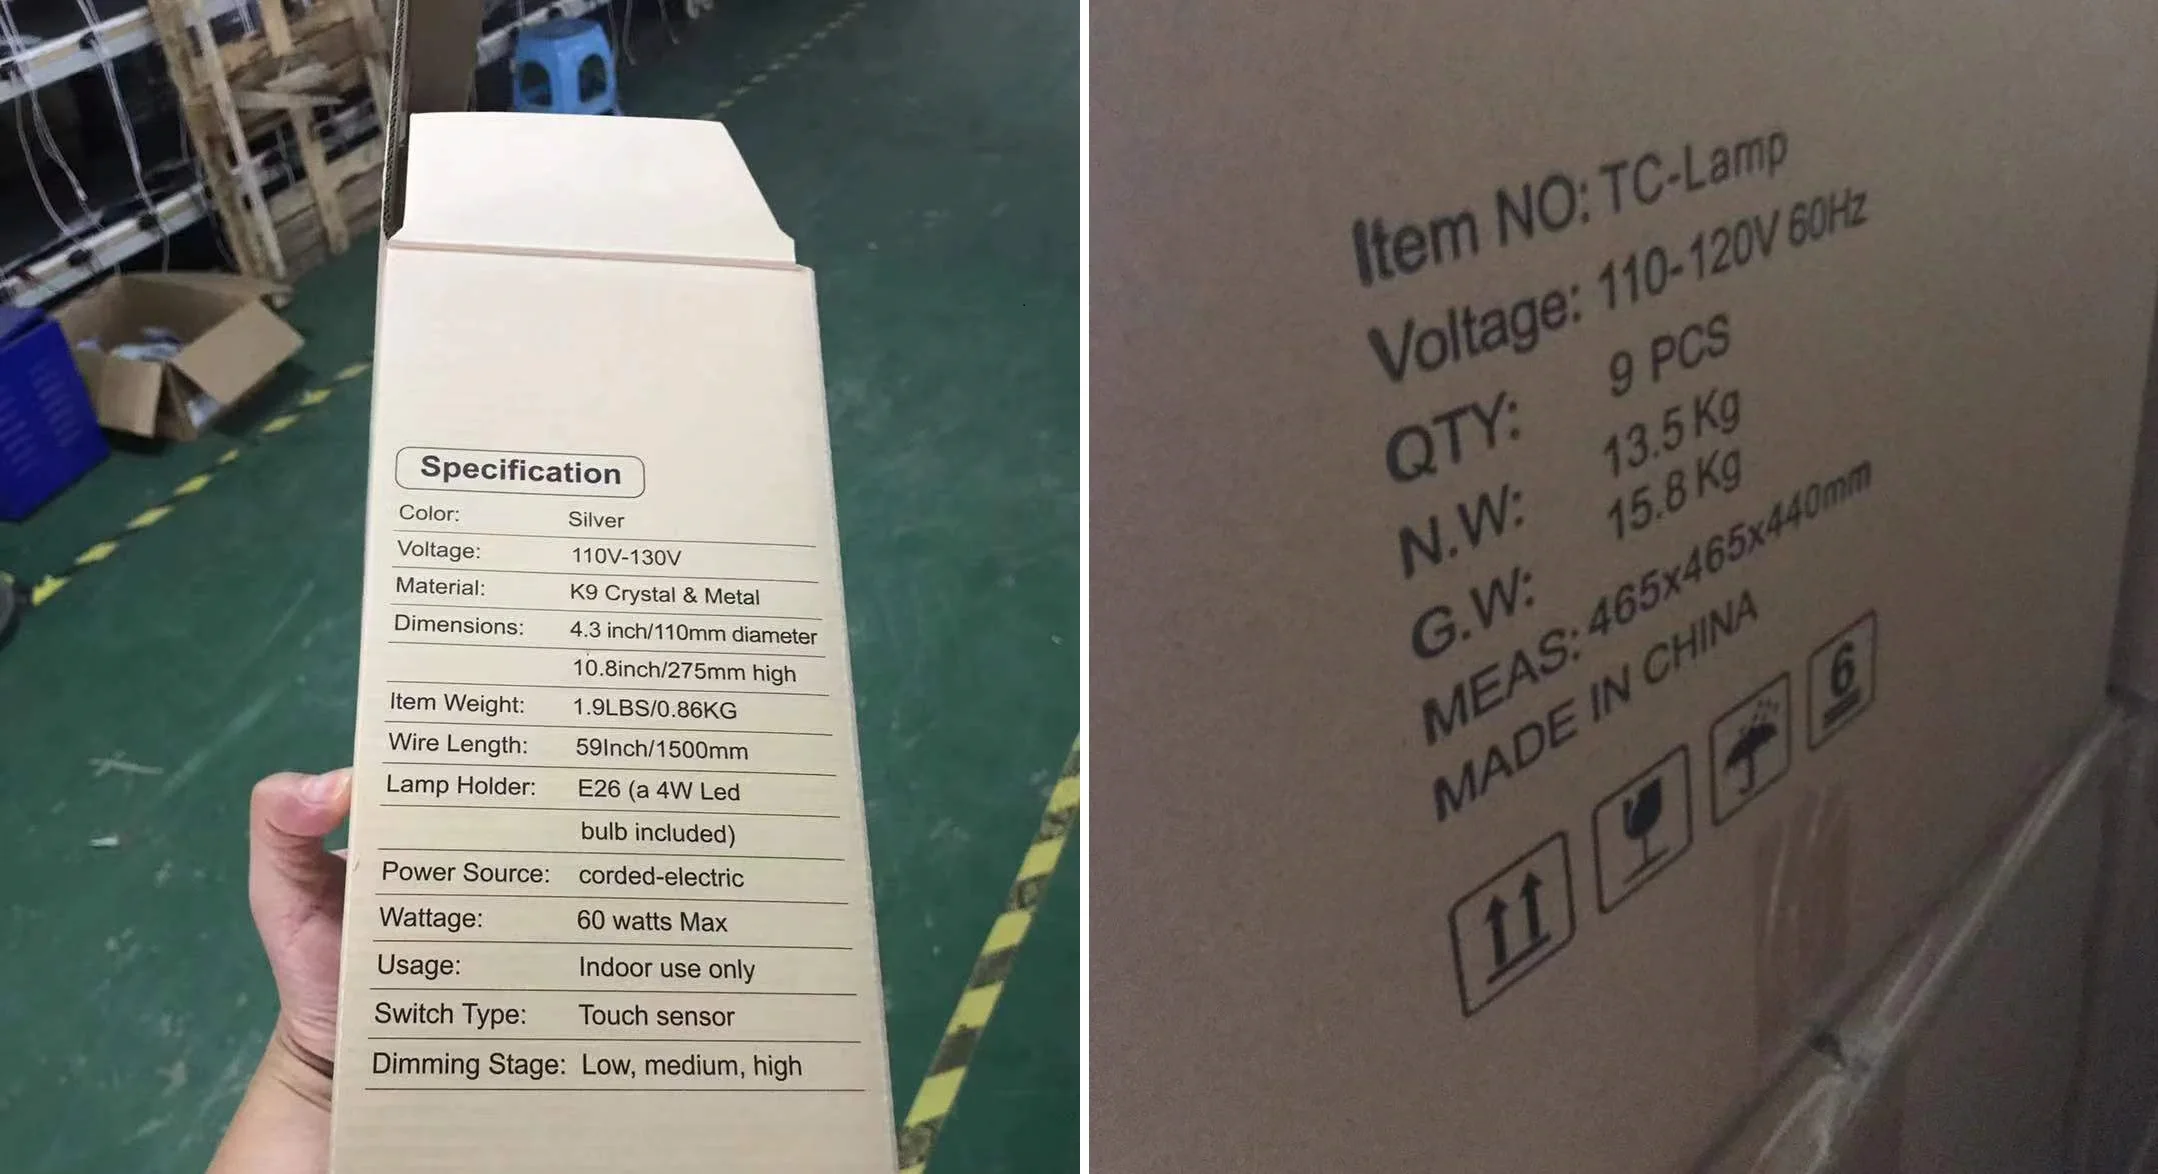 Specification
Color: Silver
Voltage: 110V-130V
Material: K9 Crystal & Metal
Dimensions: 4.3 inch/110mm diameter
10.8inch/275mm high
Item Weight: 1.9LBS/0.86KG
Wire Length: 59Inch/1500mm
Lamp Holder: E26 (a 4W Led
bulb included)
Power Source: corded-electric
Wattage: 60 watts Max
Usage: Indoor use only
Switch Type: Touch sensor
Dimming Stage: Low, medium, high
Item NO: TC-Lamp
Voltage: 110-120V 60Hz
QTY: 9 PCS
N.W: 13.5 Kg
G.W: 15.8 Kg
MEAS: 465x465x440mm
MADE IN CHINA
6